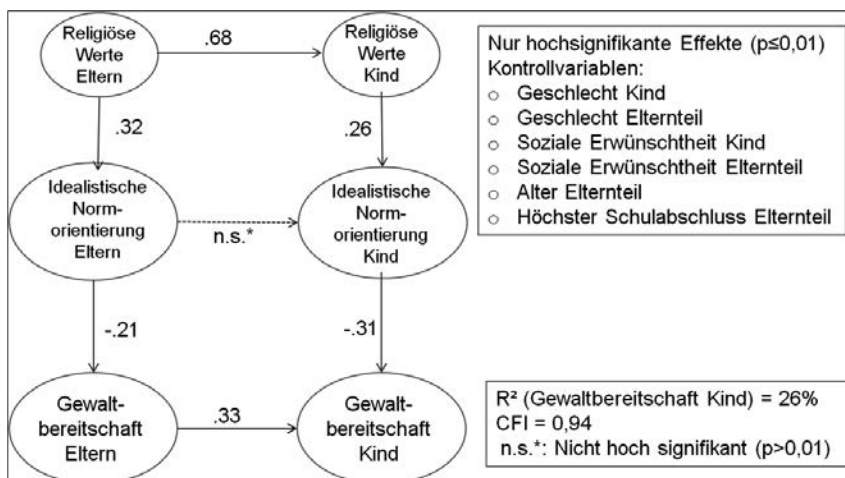 Religiöse
Werte
Eltern
.68
Religiöse
Werte
Kind
.32
.26
Idealistische
Norm-
orientierung
Eltern
n.s.*
Idealistische
Norm-
orientierung
Kind
-.21
-.31
Gewalt-
bereitschaft
Eltern
.33
Gewalt-
bereitschaft
Kind
Nur hochsignifikante Effekte (p≤0,01)
Kontrollvariablen:
○ Geschlecht Kind
○ Geschlecht Elternteil
○ Soziale Erwünschtheit Kind
○ Soziale Erwünschtheit Elternteil
○ Alter Elternteil
○ Höchster Schulabschluss Elternteil
R² (Gewaltbereitschaft Kind) = 26%
CFI = 0,94
n.s.*: Nicht hoch signifikant (p>0,01)